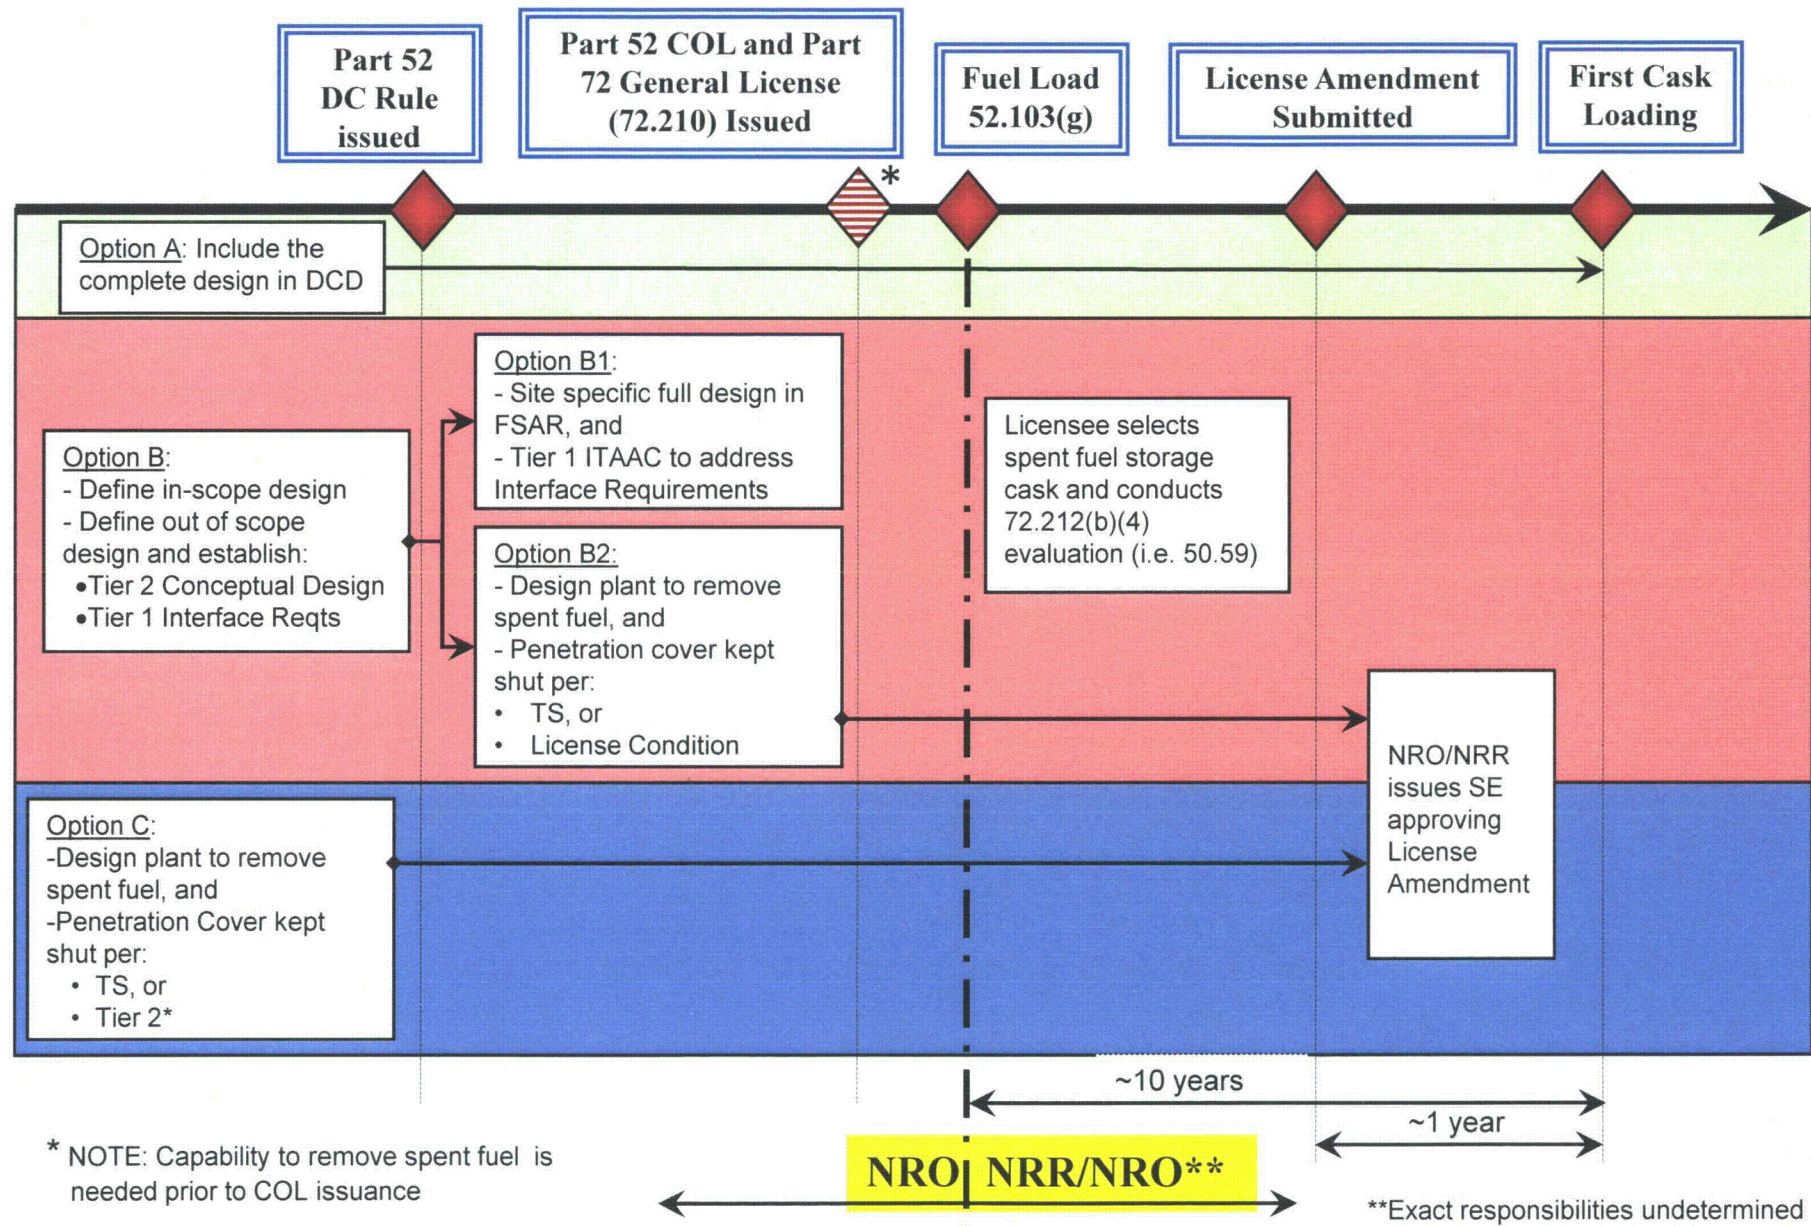 Part 52
DC Rule
issued
Part 52 COL and Part
72 General License
(72.210) Issued
Fuel Load
52.103(g)
License Amendment
Submitted
First Cask
Loading
*
Option A: Include the
complete design in DCD
Option B:
- Define in-scope design
- Define out of scope
design and establish:
•Tier 2 Conceptual Design
•Tier 1 Interface Reqts
Option B1:
- Site specific full design in
FSAR, and
- Tier 1 ITAAC to address
Interface Requirements
Option B2:
- Design plant to remove
spent fuel, and
- Penetration cover kept
shut per:
• TS, or
• License Condition
Licensee selects
spent fuel storage
cask and conducts
72.212(b)(4)
evaluation (i.e. 50.59)
NRO/NRR
issues SE
approving
License
Amendment
Option C:
-Design plant to remove
spent fuel, and
-Penetration Cover kept
shut per:
• TS, or
• Tier 2*
~10 years
~1 year
* NOTE: Capability to remove spent fuel is
needed prior to COL issuance
NRO NRR/NRO**
**Exact responsibilities undetermined